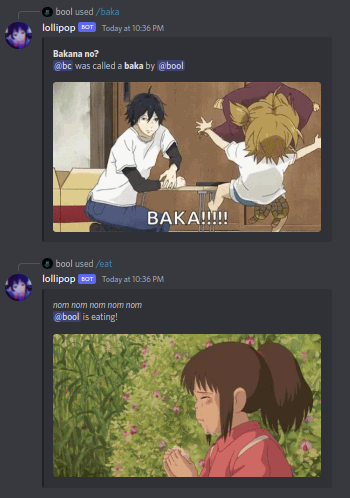 bool used /baka
lollipop BOT Today at 10:36 PM
Bakana no?
@bc was called a baka by @bool
BAKA!!!!!
bool used /eat
lollipop BOT Today at 10:36 PM
nom nom nom nom nom
@bool is eating!